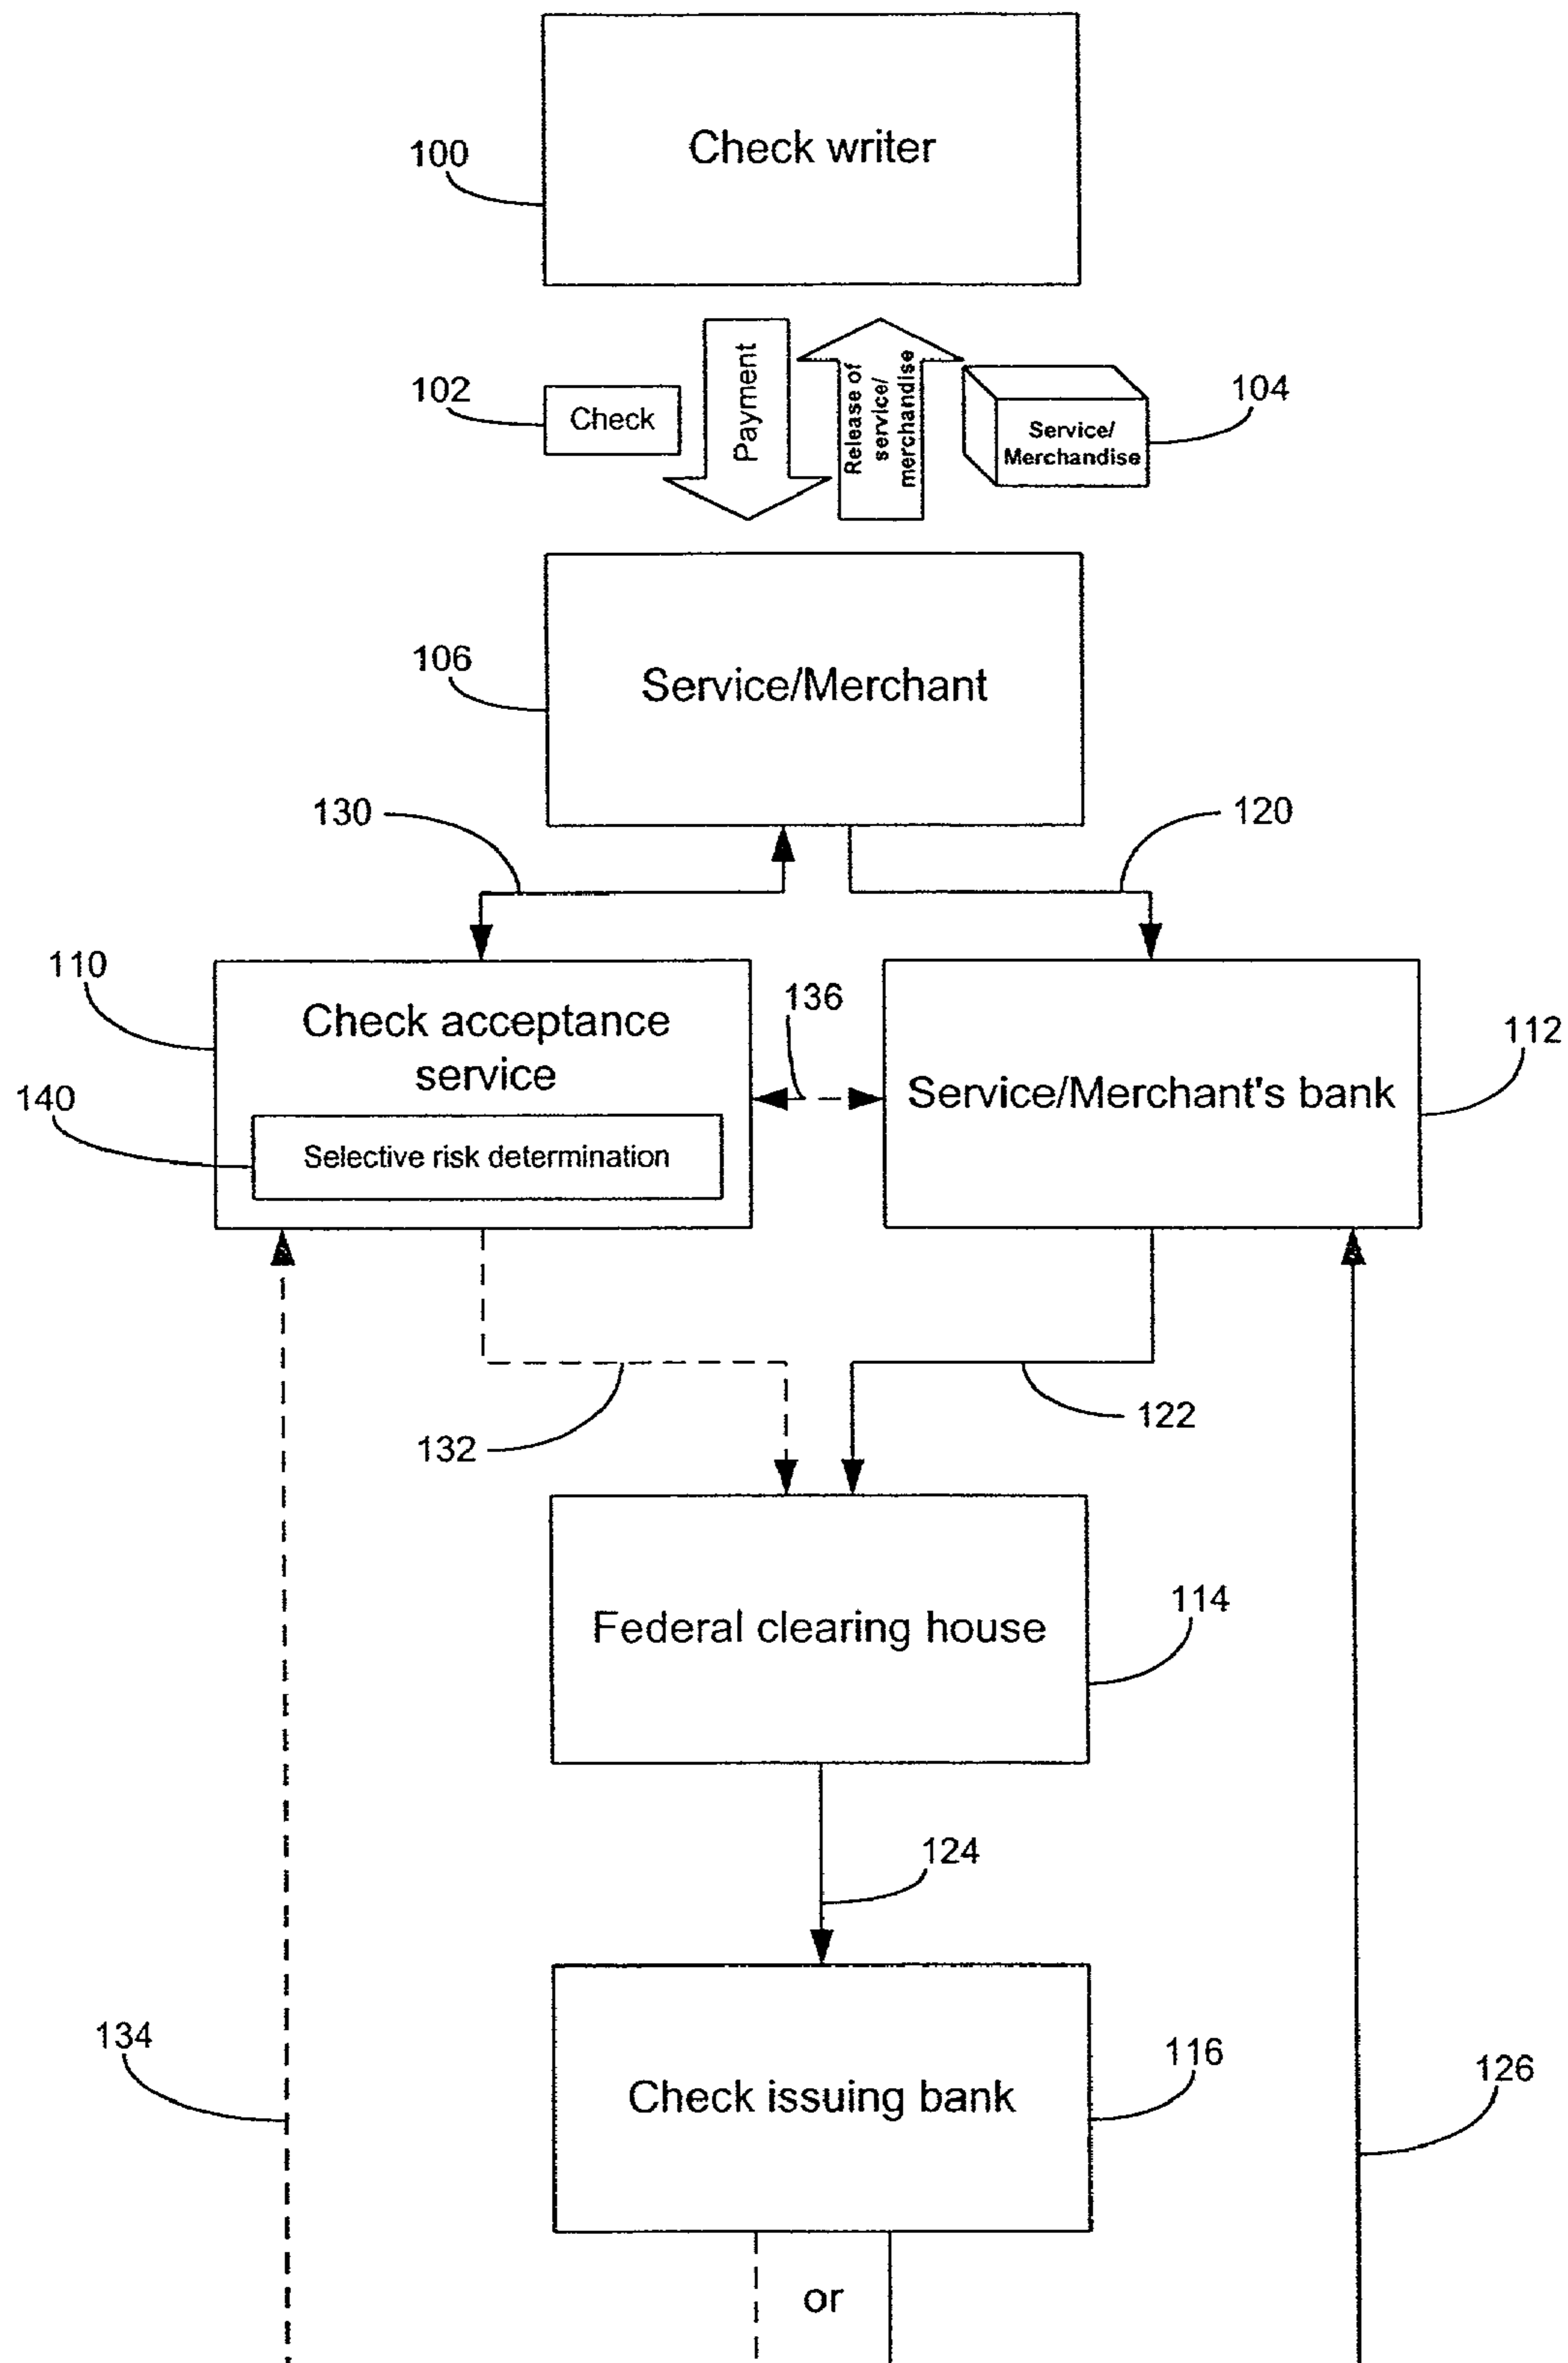 100
Check writer
102
Check
Payment
Release of
service/
merchandise
Service/
Merchandise
104
106
Service/Merchant
130
120
110
Check acceptance
service
136
112
Service/Merchant's bank
140
Selective risk determination
132
122
Federal clearing house
114
124
134
Check issuing bank
116
126
or